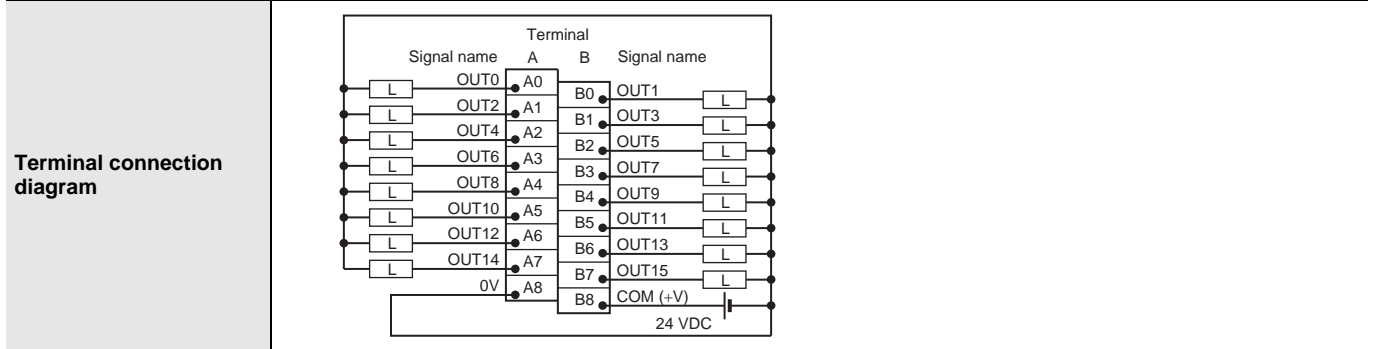 Terminal connection
diagram
Terminal
Signal name A B Signal name
OUT0 A0 B0 OUT1
L L
OUT2 A1 B1 OUT3
L L
OUT4 A2 B2 OUT5
L L
OUT6 A3 B3 OUT7
L L
OUT8 A4 B4 OUT9
L L
OUT10 A5 B5 OUT11
L L
OUT12 A6 B6 OUT13
L L
OUT14 A7 B7 OUT15
L L
0V A8 B8 COM (+V)
24 VDC